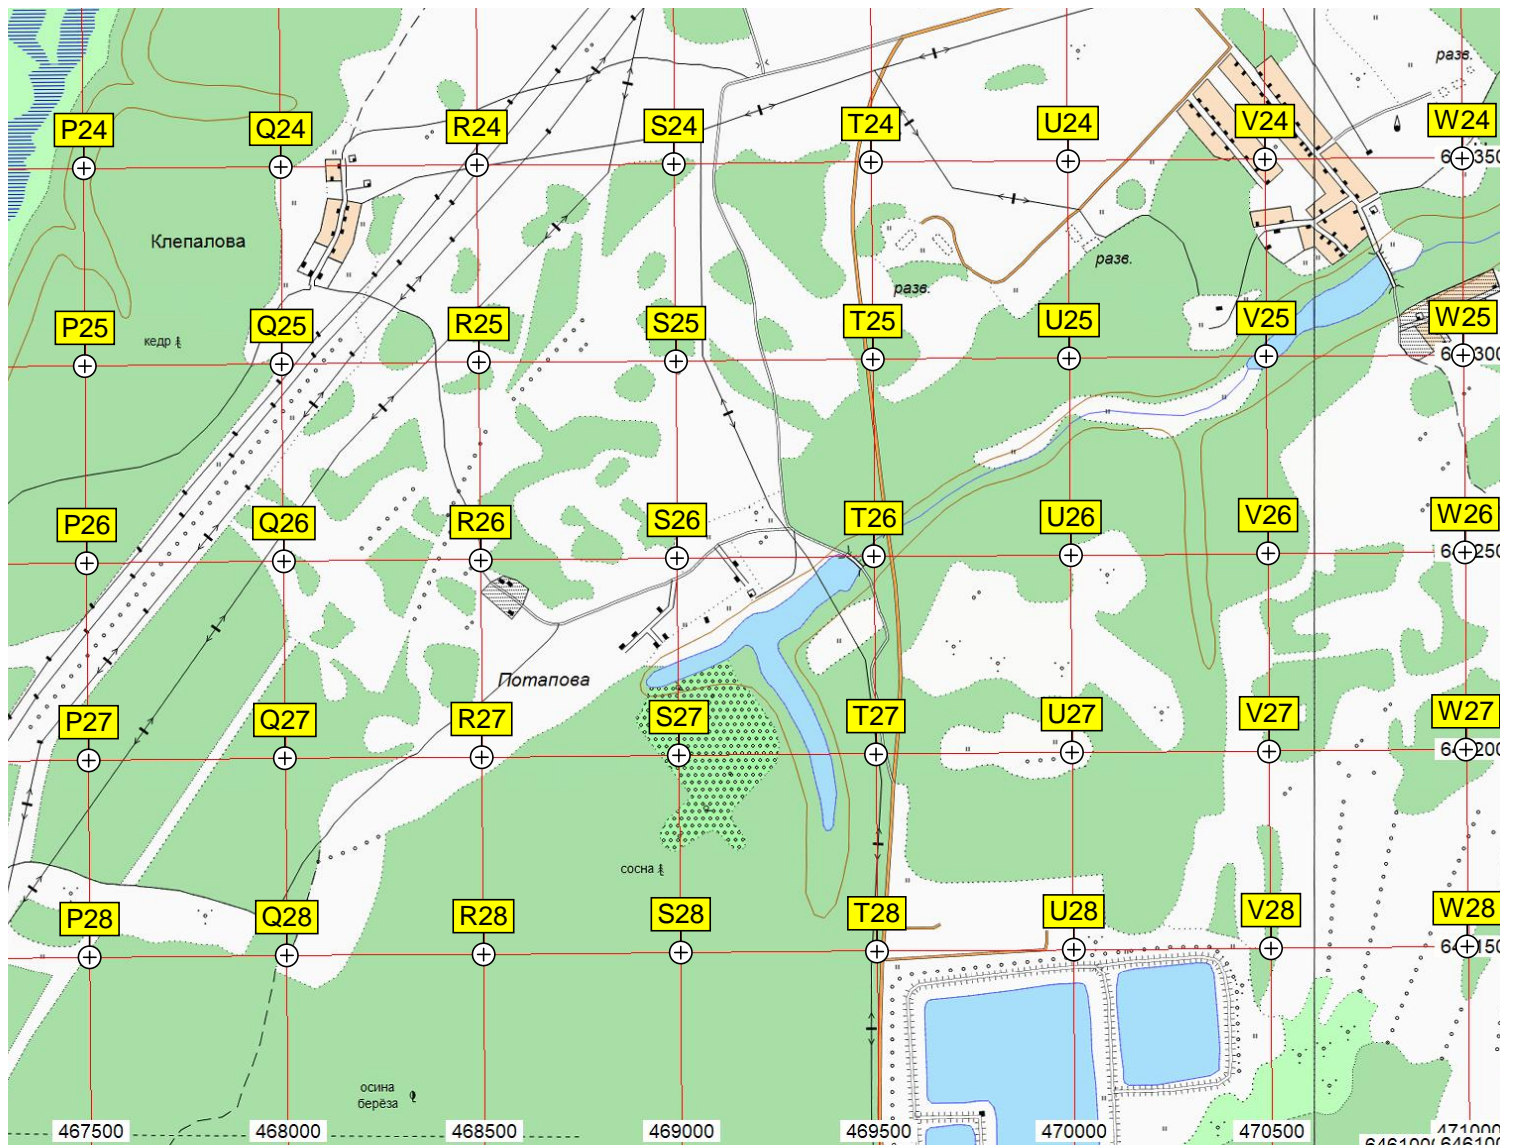 разв.
P24 Q24 R24 S24 T24 U24 V24 W24
Клепалова
разв.
разв.
P25 Q25 R25 S25 T25 U25 V25 W25
кедр
P26 Q26 R26 S26 T26 U26 V26 W26
Потапова
P27 Q27 R27 S27 T27 U27 V27 W27
сосна
P28 Q28 R28 S28 T28 U28 V28 W28
осина
берёза
467500 468000 468500 469000 469500 470000 470500 471000